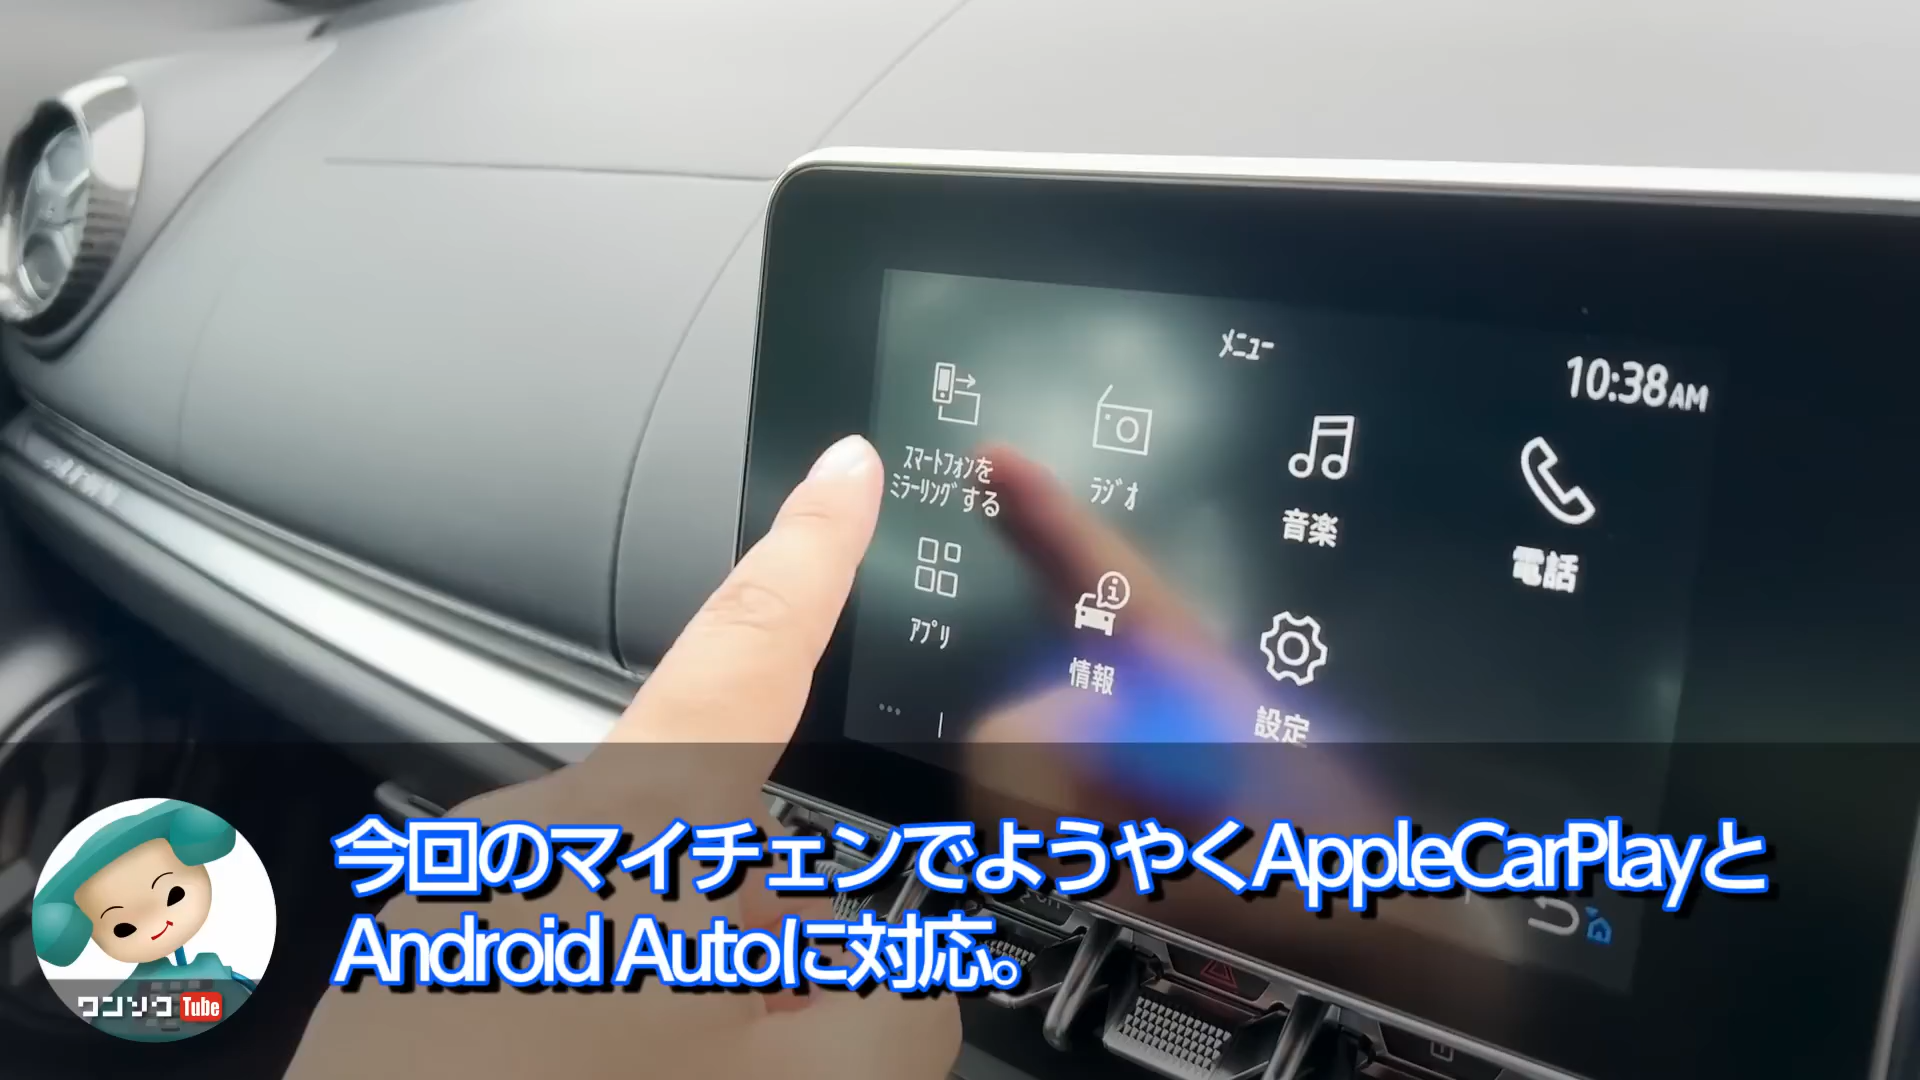 メニュー
10:38AM
スマートフォンを
ミラーリングする
ラジオ
音楽
電話
アプリ
情報
設定
今回のマイチェンでようやくAppleCarPlayと
Android Autoに対応。
ワンソクTube